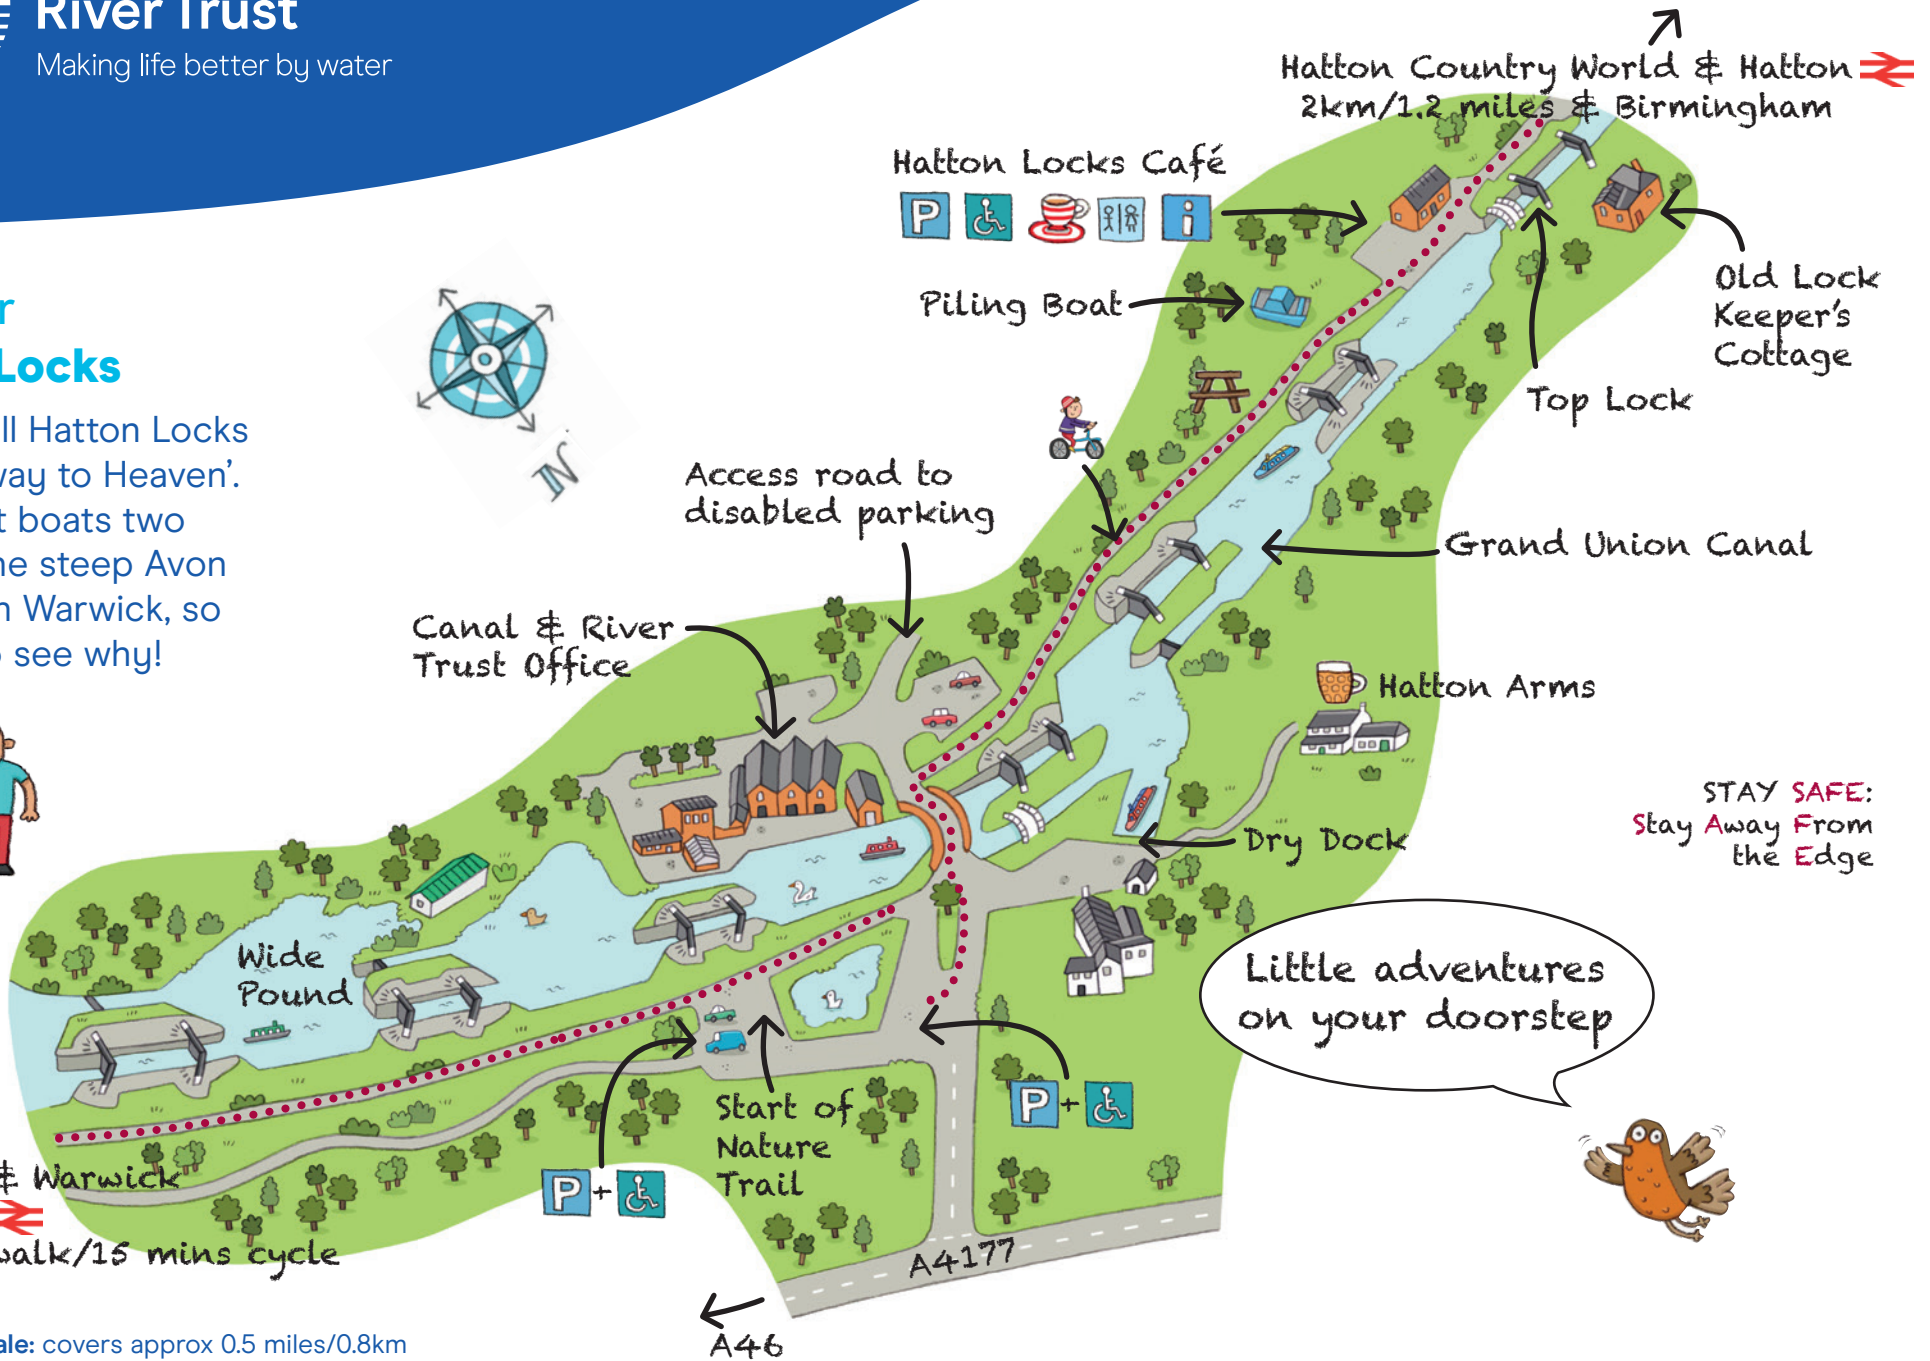 River Trust
Making life better by water
Locks
ll Hatton Locks
way to Heaven'.
t boats two
he steep Avon
n Warwick, so
see why!
Hatton Country World & Hatton
2km/1.2 miles & Birmingham
Hatton Locks Café
P
i
Piling Boat
Old Lock
Keeper's
Cottage
Top Lock
N
Access road to
disabled parking
Grand Union Canal
Canal & River
Trust Office
Hatton Arms
STAY SAFE:
Stay Away From
the Edge
Dry Dock
Wide
Pound
Little adventures
on your doorstep
Start of
Nature
Trail
P+
P+
& Warwick
walk/15 mins cycle
A4177
A46
ale: covers approx 0.5 miles/0.8km